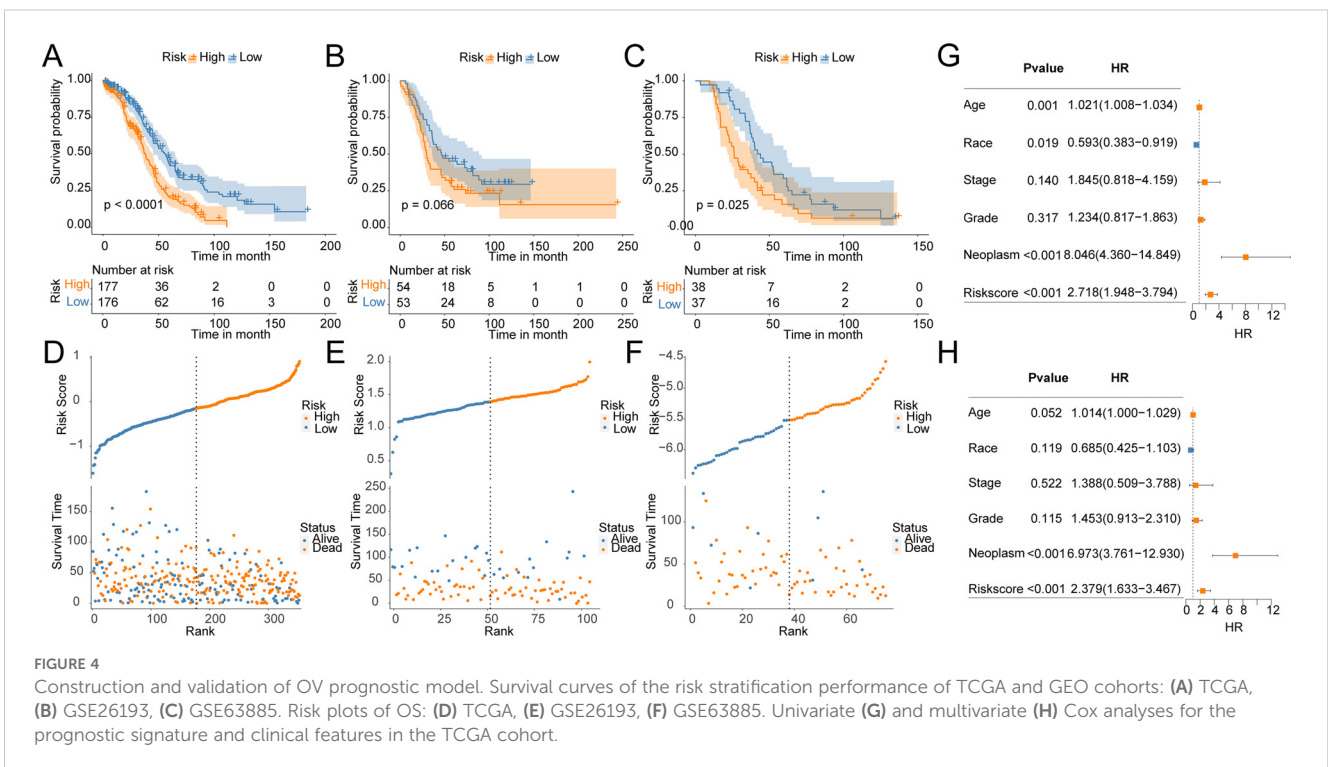 A
Risk High Low
Survival probability
1.00
0.75
0.50
0.25
0.00
p < 0.0001
0 50 100 150 200
Time in month
Number at risk
Risk
High 177 36 2 0 0
Low 176 62 16 3 0
0 50 100 150 200
Time in month
B
Risk High Low
Survival probability
1.00
0.75
0.50
0.25
0.00
p = 0.066
0 50 100 150 200 250
Time in month
Number at risk
Risk
High 54 18 5 1 1 0
Low 53 24 8 0 0 0
0 50 100 150 200 250
Time in month
C
Risk High Low
Survival probability
1.00
0.75
0.50
0.25
-0.00
p = 0.025
0 50 100 150
Time in month
Number at risk
Risk
High 38 7 2 0
Low 37 16 2 0
0 50 100 150
Time in month
D
Risk Score
1
0
−1
Risk
High
Low
Survival Time
150
100
50
0
Status
Alive
Dead
0 100 200 300
Rank
E
Risk Score
2.0
1.5
1.0
0.5
Risk
High
Low
Survival Time
250
200
150
100
50
0
Status
Alive
Dead
0 25 50 75 100
Rank
F
Risk Score
−4.5
−5.0
−5.5
−6.0
Risk
High
Low
Survival Time
100
50
0
Status
Alive
Dead
0 20 40 60
Rank
G
Pvalue HR
Age 0.001 1.021(1.008−1.034)
Race 0.019 0.593(0.383−0.919)
Stage 0.140 1.845(0.818−4.159)
Grade 0.317 1.234(0.817−1.863)
Neoplasm <0.001 8.046(4.360−14.849)
Riskscore <0.001 2.718(1.948−3.794)
0 2 4 8 12
HR
H
Pvalue HR
Age 0.052 1.014(1.000−1.029)
Race 0.119 0.685(0.425−1.103)
Stage 0.522 1.388(0.509−3.788)
Grade 0.115 1.453(0.913−2.310)
Neoplasm <0.001 6.973(3.761−12.930)
Riskscore <0.001 2.379(1.633−3.467)
0 2 4 6 8 12
HR
FIGURE 4
Construction and validation of OV prognostic model. Survival curves of the risk stratification performance of TCGA and GEO cohorts: (A) TCGA,
(B) GSE26193, (C) GSE63885. Risk plots of OS: (D) TCGA, (E) GSE26193, (F) GSE63885. Univariate (G) and multivariate (H) Cox analyses for the
prognostic signature and clinical features in the TCGA cohort.